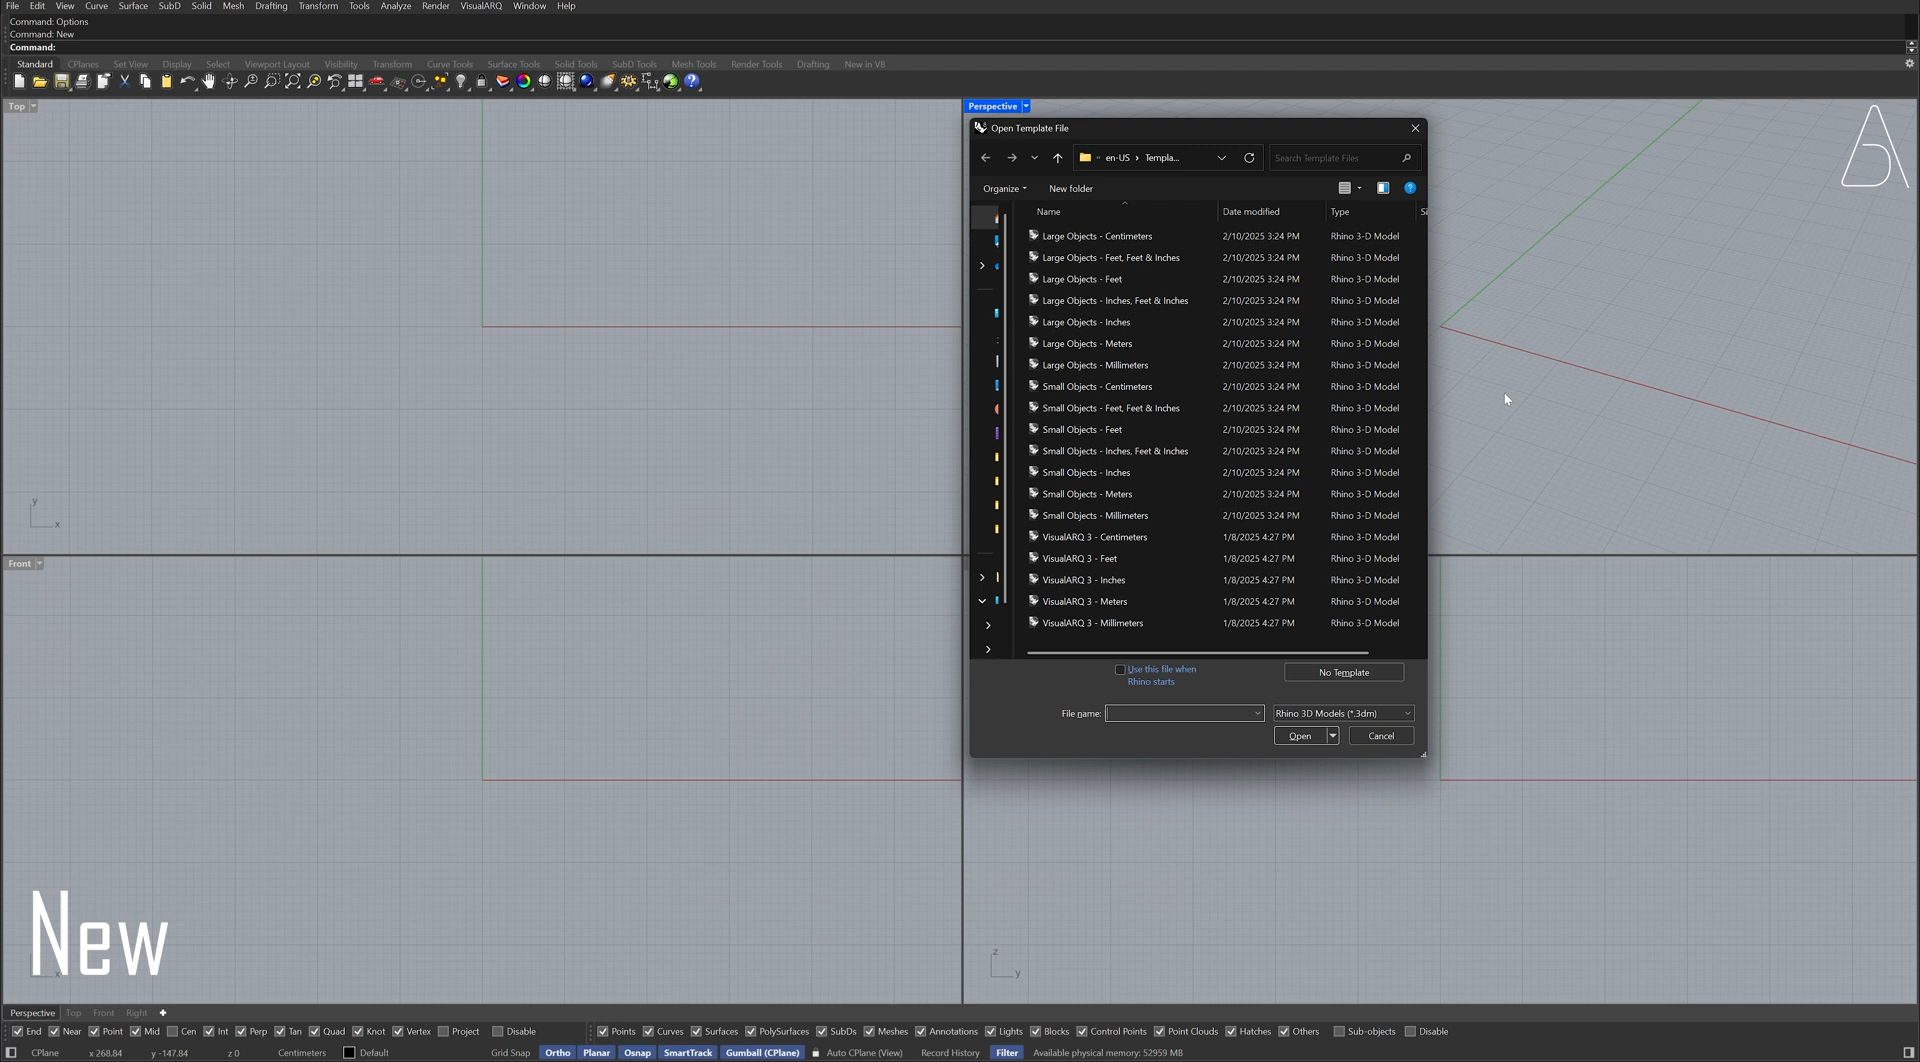 File Edit View Curve Surface SubD Solid Mesh Drafting Transform Tools Analyze Render VisualARQ Window Help
Command: Options
Command: New
Command:
Standard CPlanes Set View Display Select Viewport Layout Visibility Transform Curve Tools Surface Tools Solid Tools SubD Tools Mesh Tools Render Tools Drafting New in V8
Top
Perspective
Open Template File
« en-US › Templa...
Search Template Files
Organize New folder
Name Date modified Type Si
Large Objects - Centimeters 2/10/2025 3:24 PM Rhino 3-D Model
Large Objects - Feet, Feet & Inches 2/10/2025 3:24 PM Rhino 3-D Model
Large Objects - Feet 2/10/2025 3:24 PM Rhino 3-D Model
Large Objects - Inches, Feet & Inches 2/10/2025 3:24 PM Rhino 3-D Model
Large Objects - Inches 2/10/2025 3:24 PM Rhino 3-D Model
Large Objects - Meters 2/10/2025 3:24 PM Rhino 3-D Model
Large Objects - Millimeters 2/10/2025 3:24 PM Rhino 3-D Model
Small Objects - Centimeters 2/10/2025 3:24 PM Rhino 3-D Model
Small Objects - Feet, Feet & Inches 2/10/2025 3:24 PM Rhino 3-D Model
Small Objects - Feet 2/10/2025 3:24 PM Rhino 3-D Model
Small Objects - Inches, Feet & Inches 2/10/2025 3:24 PM Rhino 3-D Model
Small Objects - Inches 2/10/2025 3:24 PM Rhino 3-D Model
Small Objects - Meters 2/10/2025 3:24 PM Rhino 3-D Model
Small Objects - Millimeters 2/10/2025 3:24 PM Rhino 3-D Model
VisualARQ 3 - Centimeters 1/8/2025 4:27 PM Rhino 3-D Model
VisualARQ 3 - Feet 1/8/2025 4:27 PM Rhino 3-D Model
VisualARQ 3 - Inches 1/8/2025 4:27 PM Rhino 3-D Model
VisualARQ 3 - Meters 1/8/2025 4:27 PM Rhino 3-D Model
VisualARQ 3 - Millimeters 1/8/2025 4:27 PM Rhino 3-D Model
Use this file when
Rhino starts
No Template
File name: Rhino 3D Models (*.3dm)
Open Cancel
y
x
Front
New
x
z
y
Perspective Top Front Right
End Near Point Mid Cen Int Perp Tan Quad Knot Vertex Project Disable Points Curves Surfaces PolySurfaces SubDs Meshes Annotations Lights Blocks Control Points Point Clouds Hatches Others Sub-objects Disable
CPlane x 268.84 y -147.84 z 0 Centimeters Default Grid Snap Ortho Planar Osnap SmartTrack Gumball (CPlane) Auto CPlane (View) Record History Filter Available physical memory: 52959 MB